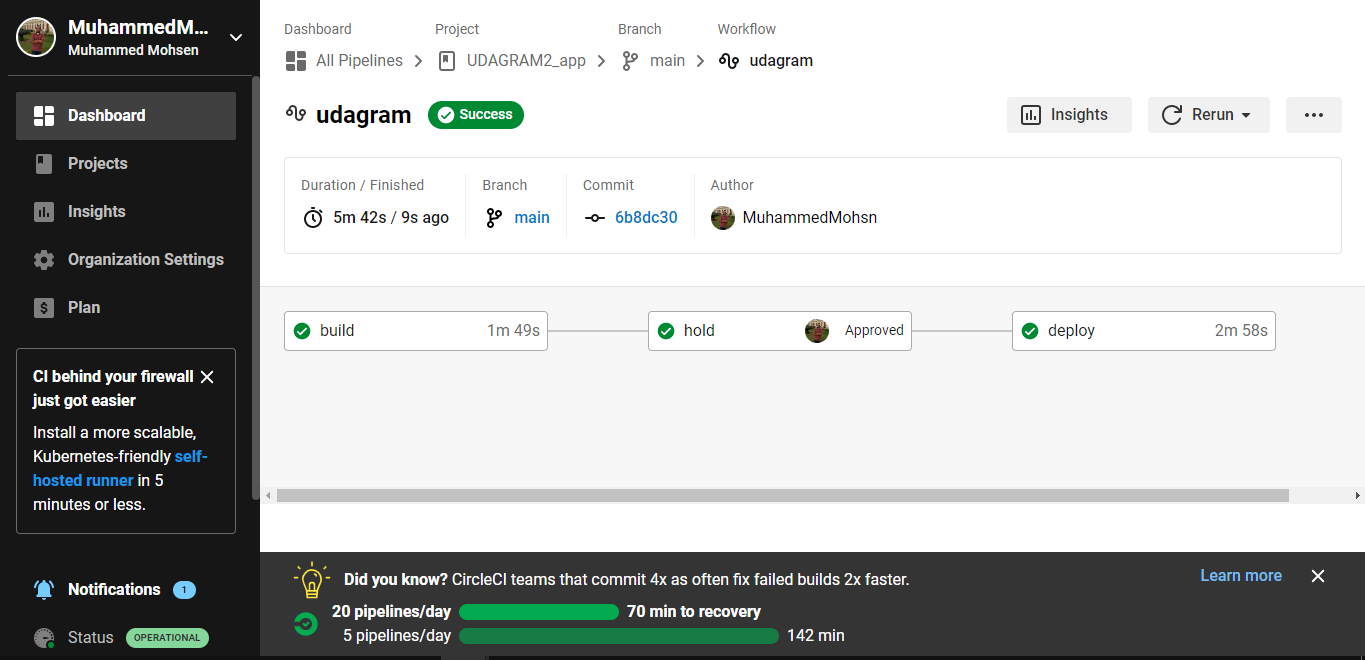 MuhammedM...
Muhammed Mohsen
Dashboard
Projects
Insights
Organization Settings
$ Plan
CI behind your firewall
just got easier
Install a more scalable,
Kubernetes-friendly self-
hosted runner in 5
minutes or less.
Notifications 1
Status OPERATIONAL
Dashboard Project Branch Workflow
All Pipelines UDAGRAM2_app main udagram
udagram Success Insights Rerun ...
Duration / Finished Branch Commit Author
5m 42s / 9s ago main 6b8dc30 MuhammedMohsn
build 1m 49s hold Approved deploy 2m 58s
Did you know? CircleCI teams that commit 4x as often fix failed builds 2x faster. Learn more
20 pipelines/day 70 min to recovery
5 pipelines/day 142 min